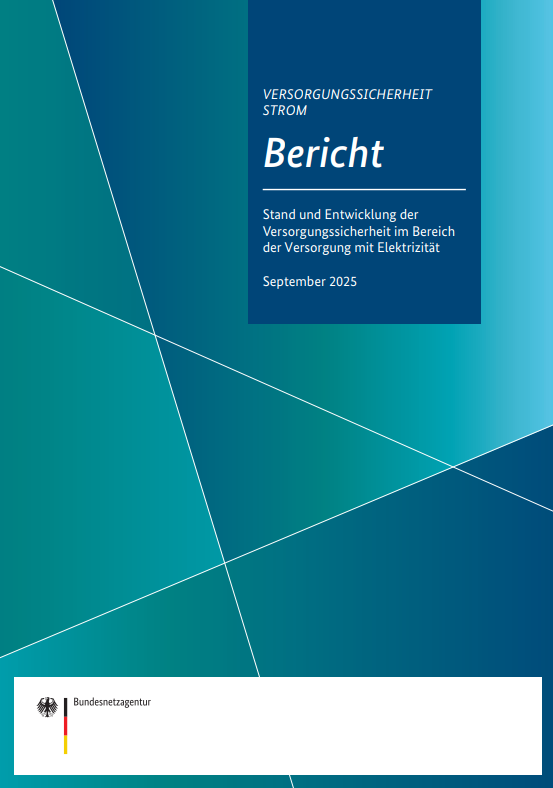 VERSORGUNGSSICHERHEIT
STROM
Bericht
Stand und Entwicklung der
Versorgungssicherheit im Bereich
der Versorgung mit Elektrizität
September 2025
Bundesnetzagentur